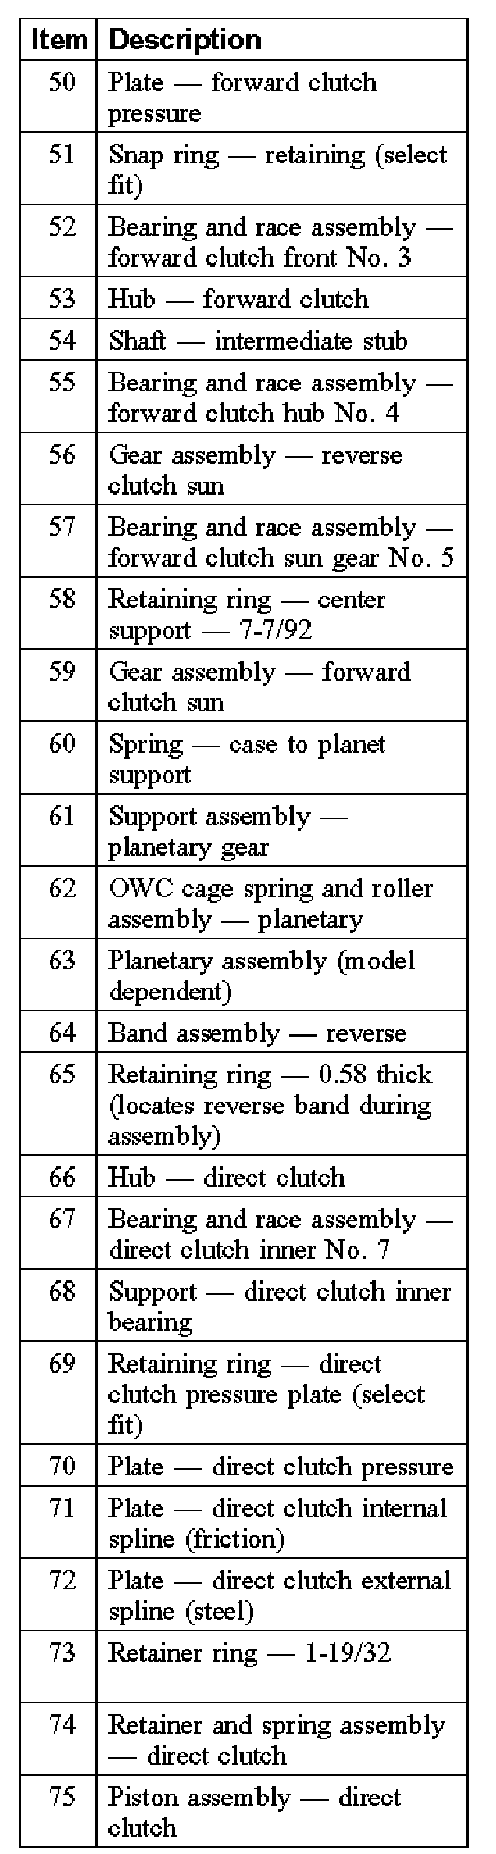 Item Description
50 Plate — forward clutch
pressure
51 Snap ring — retaining (select
fit)
52 Bearing and race assembly —
forward clutch front No. 3
53 Hub — forward clutch
54 Shaft — intermediate stub
55 Bearing and race assembly —
forward clutch hub No. 4
56 Gear assembly — reverse
clutch sun
57 Bearing and race assembly —
forward clutch sun gear No. 5
58 Retaining ring — center
support — 7-7/92
59 Gear assembly — forward
clutch sun
60 Spring — case to planet
support
61 Support assembly —
planetary gear
62 OWC cage spring and roller
assembly — planetary
63 Planetary assembly (model
dependent)
64 Band assembly — reverse
65 Retaining ring — 0.58 thick
(locates reverse band during
assembly)
66 Hub — direct clutch
67 Bearing and race assembly —
direct clutch inner No. 7
68 Support — direct clutch inner
bearing
69 Retaining ring — direct
clutch pressure plate (select
fit)
70 Plate — direct clutch pressure
71 Plate — direct clutch internal
spline (friction)
72 Plate — direct clutch external
spline (steel)
73 Retainer ring — 1-19/32
74 Retainer and spring assembly
— direct clutch
75 Piston assembly — direct
clutch